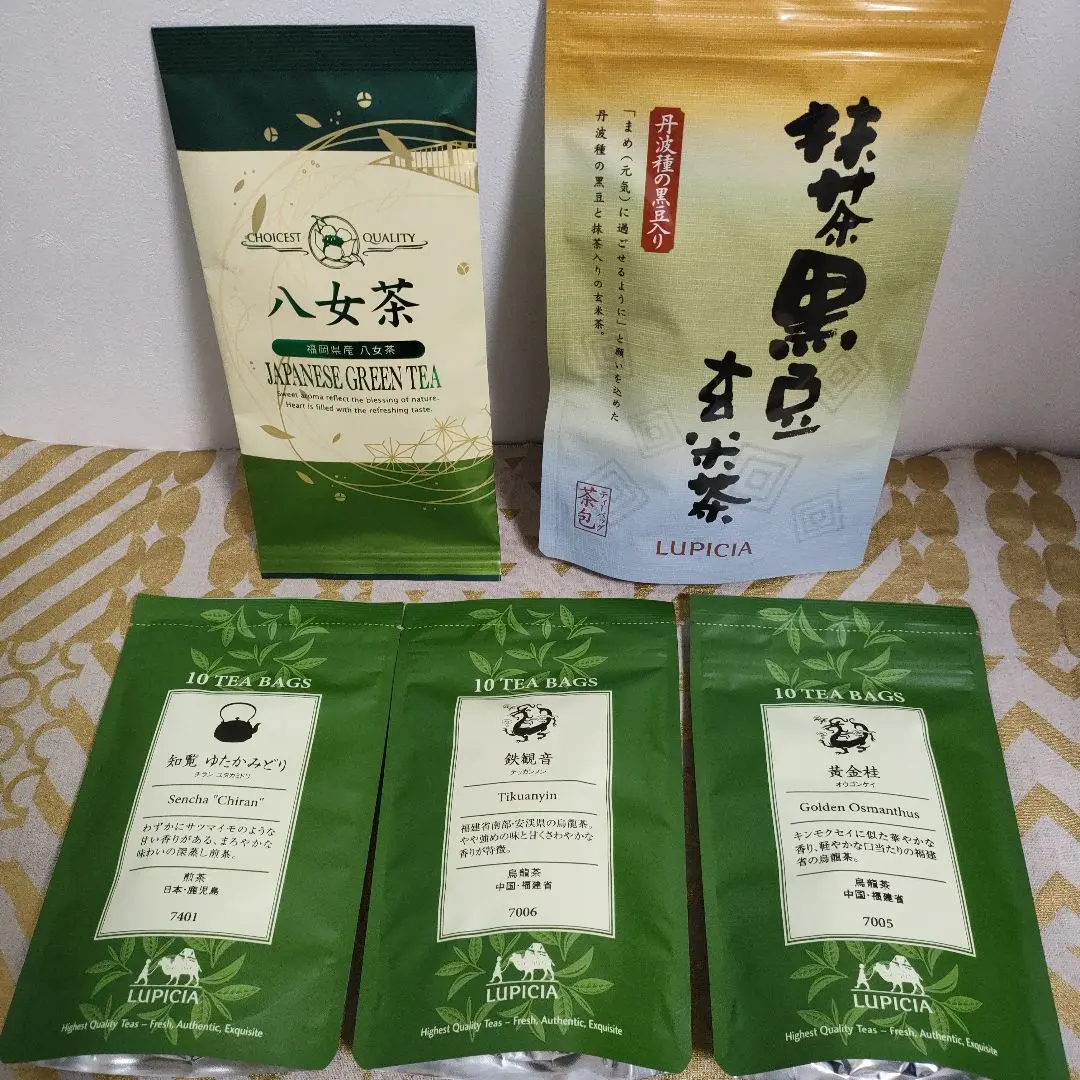 CHOICEST QUALITY
八女茶
福岡県産 八女茶
JAPANESE GREEN TEA
Sweet aroma reflect the blessing of nature.
Heart is filled with the refreshing taste.
抹茶黒豆
玄米茶
丹波種の黒豆入り
「まめ(元気)に過ごせるように」と願いを込めた
丹波種の黒豆と抹茶入りの玄米茶。
ティーバッグ
茶包
LUPICIA
10 TEA BAGS
知覧 ゆたかみどり
チラン ユタカミドリ
Sencha "Chiran"
わずかにサツマイモのような
甘い香りがある、まろやかな
味わいの深蒸し煎茶。
煎茶
日本・鹿児島
7401
LUPICIA
Highest Quality Teas – Fresh, Authentic, Exquisite
10 TEA BAGS
鉄観音
テッカンノン
Tikuanyin
福建省南部・安渓県の烏龍茶。
やや強めの味と甘くさわやかな
香りが特徴。
烏龍茶
中国・福建省
7006
LUPICIA
Highest Quality Teas – Fresh, Authentic, Exquisite
10 TEA BAGS
黄金桂
オウゴンケイ
Golden Osmanthus
キンモクセイに似た華やかな
香り、軽やかな口当たりの福建
省の烏龍茶。
烏龍茶
中国・福建省
7005
LUPICIA
Highest Quality Teas – Fresh, Authentic, Exquisite